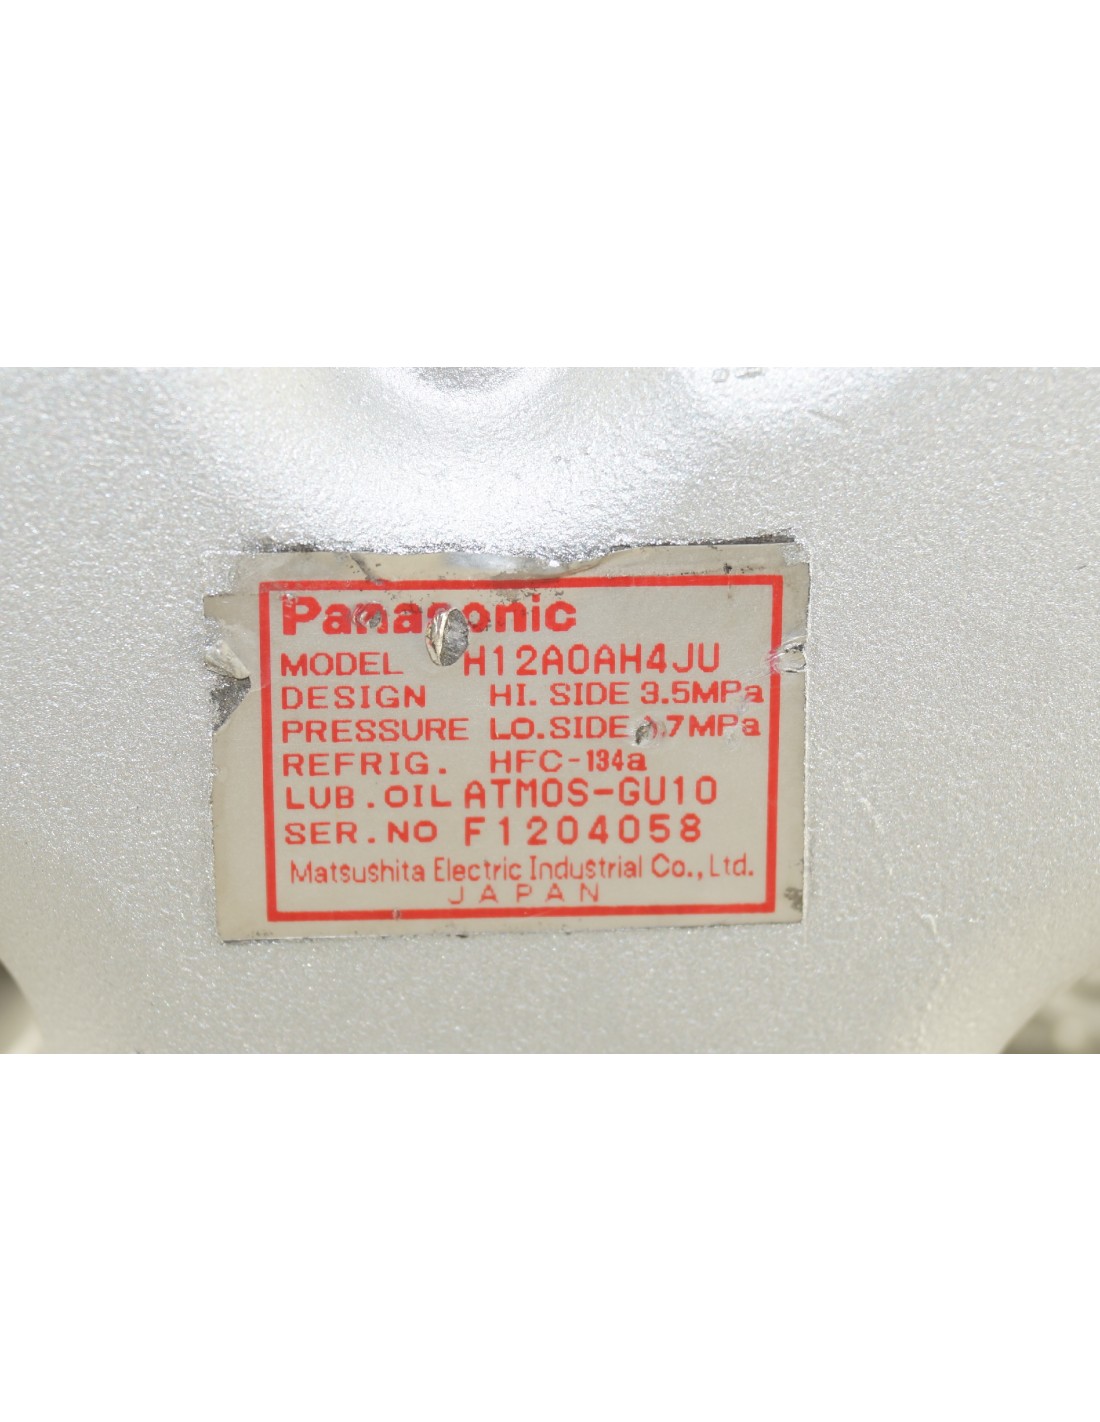 Panasonic
MODEL H12A0AH4JU
DESIGN HI. SIDE 3.5MPa
PRESSURE LO.SIDE
REFRIG. HFC-134a
LUB.OIL ATMOS-GU10
SER.NO F1204058
Matsushita Electric Industrial Co., Ltd.
JAPAN